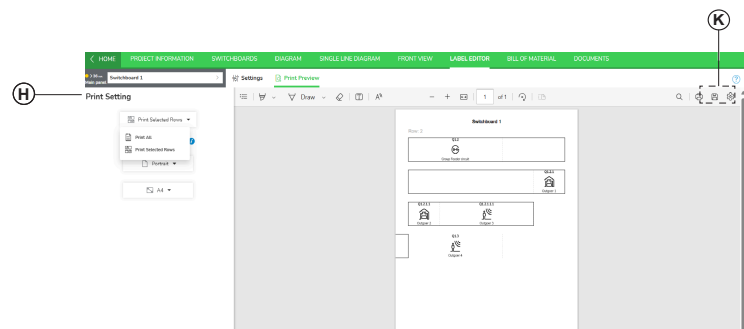 K
HOME PROJECT INFORMATION SWITCHBOARDS DIAGRAM SINGLE LINE DIAGRAM FRONT VIEW LABEL EDITOR BILL OF MATERIAL DOCUMENTS
Main panel Switchboard 1 Settings Print Preview
H
Print Setting
Draw 1 of 1
Print Selected Rows
Print All
Print Selected Rows
Portrait
A4
Switchboard 1
Row: 2
Q1.2
Q1.2.1
Outgoer 1
Q1.2.1.1
Q1.2.1.1.1
Outgoer 2
Outgoer 3
Q1.3
Outgoer 4